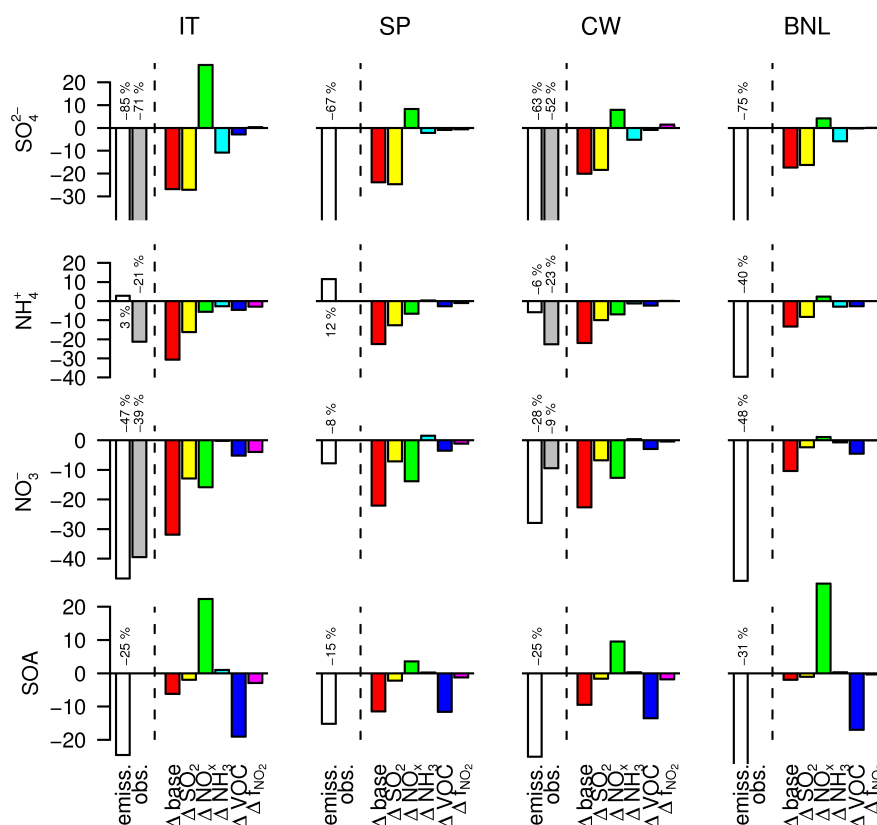 IT SP CW BNL
SO₄²⁻
20
10
0
−10
−20
−30
−85 %
−71 %
−67 %
−63 %
−52 %
−75 %
NH₄⁺
20
10
0
−10
−20
−30
−40
3 %
−21 %
12 %
−6 %
−23 %
−40 %
NO₃⁻
0
−10
−20
−30
−40
−47 %
−39 %
−8 %
−28 %
−9 %
−48 %
SOA
20
10
0
−10
−20
−25 %
−15 %
−25 %
−31 %
emiss.
obs.
Δ base
Δ SO₂
Δ NOₓ
Δ NH₃
Δ VOC
Δ f_NO₂
emiss.
obs.
Δ base
Δ SO₂
Δ NOₓ
Δ NH₃
Δ VOC
Δ f_NO₂
emiss.
obs.
Δ base
Δ SO₂
Δ NOₓ
Δ NH₃
Δ VOC
Δ f_NO₂
emiss.
obs.
Δ base
Δ SO₂
Δ NOₓ
Δ NH₃
Δ VOC
Δ f_NO₂